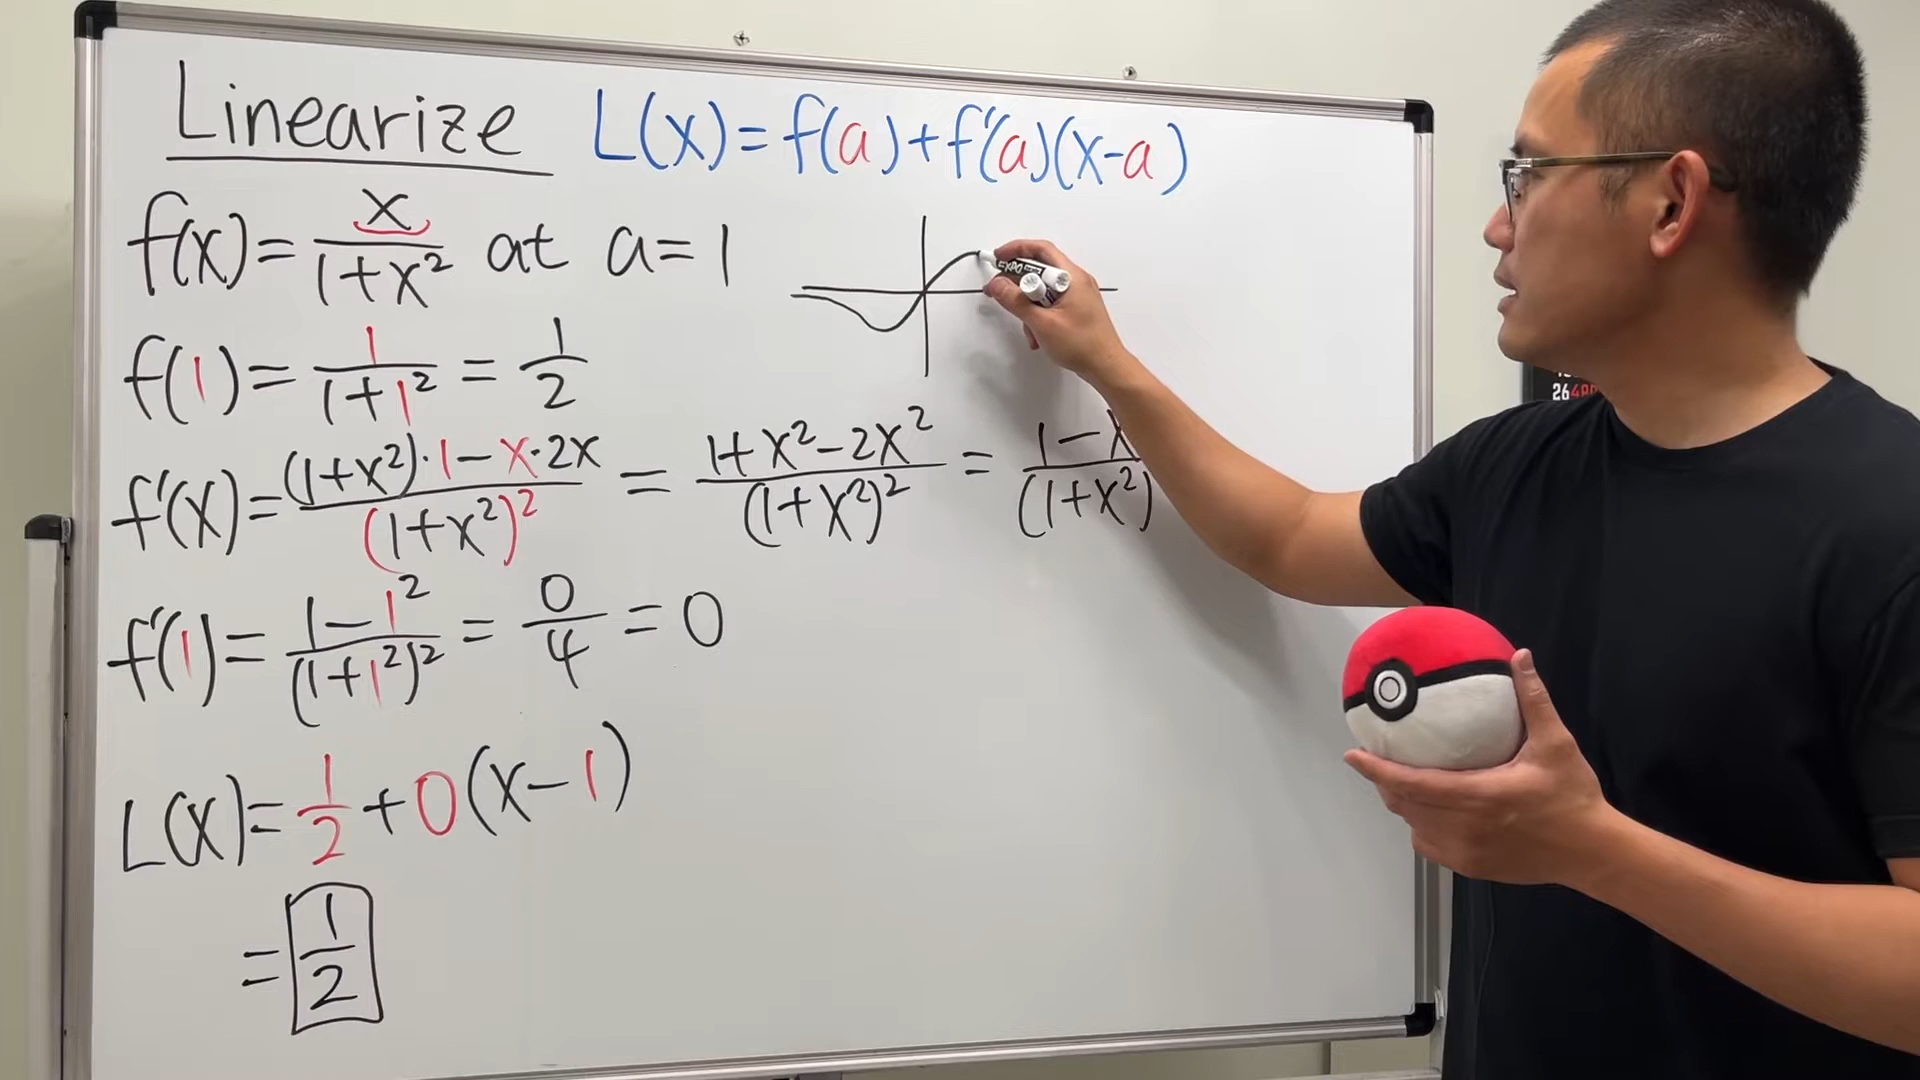 Linearize L(x)=f(a)+f'(a)(x-a)
f(x)=x/(1+x²) at a=1
f(1)=1/(1+1²)=1/2
f'(x)=((1+x²)·1-x·2x)/(1+x²)²=(1+x²-2x²)/(1+x²)²=(1-x)/(1+x²)
f'(1)=(1-1²)/(1+1²)²=0/4=0
L(x)=1/2+0(x-1)
=1/2
EXPO